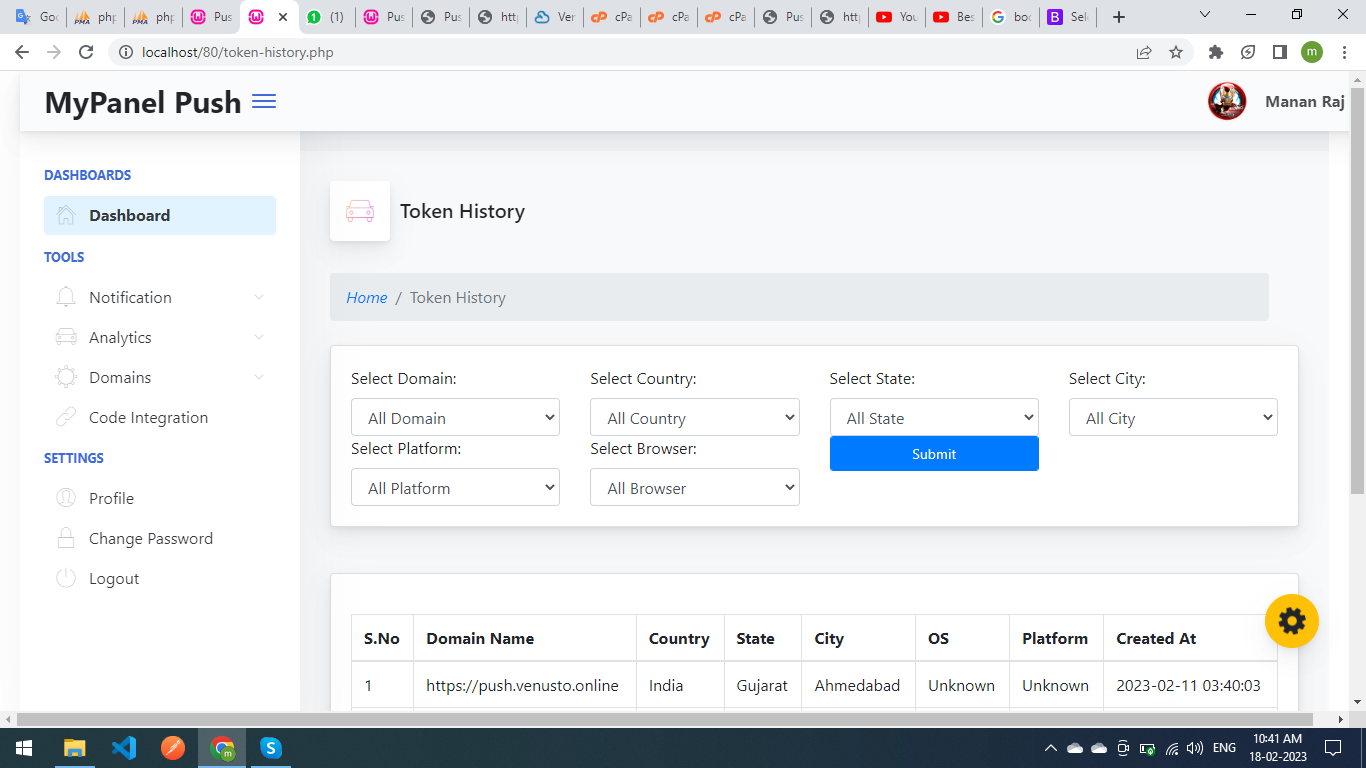 Goo
php
php
Pus
(1)
Pus
Pus
http
Ver
cPa
cPa
cPa
Pus
http
You
Bes
boo
Sele
localhost/80/token-history.php
m
MyPanel Push
Manan Raj
DASHBOARDS
Dashboard
TOOLS
Notification
Analytics
Domains
Code Integration
SETTINGS
Profile
Change Password
Logout
Token History
Home / Token History
Select Domain: Select Country: Select State: Select City:
All Domain All Country All State All City
Select Platform: Select Browser: Submit
All Platform All Browser
S.No Domain Name Country State City OS Platform Created At
1 https://push.venusto.online India Gujarat Ahmedabad Unknown Unknown 2023-02-11 03:40:03
ENG
10:41 AM
18-02-2023